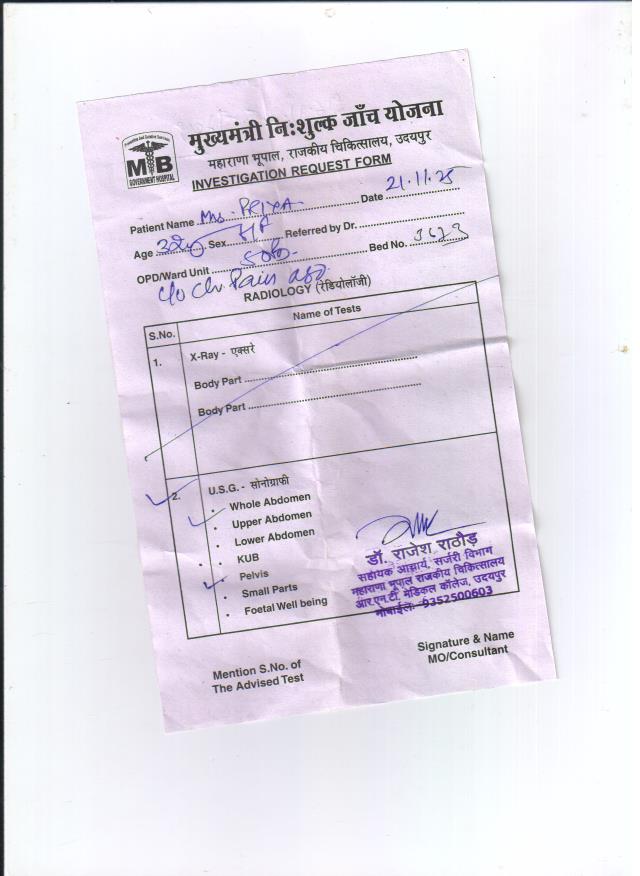 मुख्यमंत्री निःशुल्क जाँच योजना
महाराणा भूपाल, राजकीय चिकित्सालय, उदयपुर
INVESTIGATION REQUEST FORM
MB
GOVERNMENT HOSPITAL
Date 21.11.25
Patient Name Mrs. PRIYA
Age Sex Referred by Dr.
OPD/Ward Unit Bed No.
c/o Chr. Pain abd.
RADIOLOGY (रेडियोलॉजी)
S.No. Name of Tests
1. X-Ray - एक्सरे
Body Part
Body Part
2. U.S.G. - सोनोग्राफी
• Whole Abdomen
• Upper Abdomen
• Lower Abdomen
• KUB
• Pelvis
• Small Parts
• Foetal Well being
डॉ. राजेश राठौड़
सहायक आचार्य, सर्जरी विभाग
महाराणा भूपाल राजकीय चिकित्सालय
आर.एन.टी. मेडिकल कॉलेज, उदयपुर
मोबाईल: 9352500603
Mention S.No. of
The Advised Test
Signature & Name
MO/Consultant